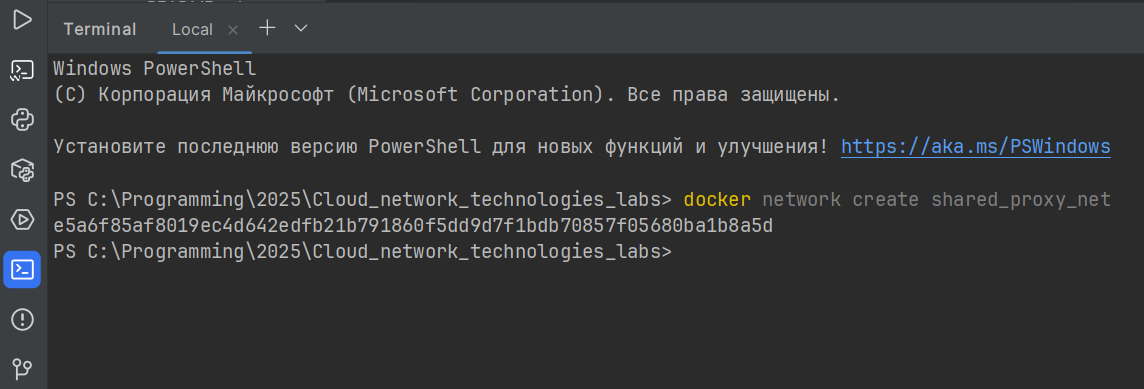 Terminal
Local
Windows PowerShell
(C) Корпорация Майкрософт (Microsoft Corporation). Все права защищены.
Установите последнюю версию PowerShell для новых функций и улучшения! https://aka.ms/PSWindows
PS C:\Programming\2025\Cloud_network_technologies_labs> docker network create shared_proxy_net
e5a6f85af8019ec4d642edfb21b791860f5dd9d7f1bdb70857f05680ba1b8a5d
PS C:\Programming\2025\Cloud_network_technologies_labs>